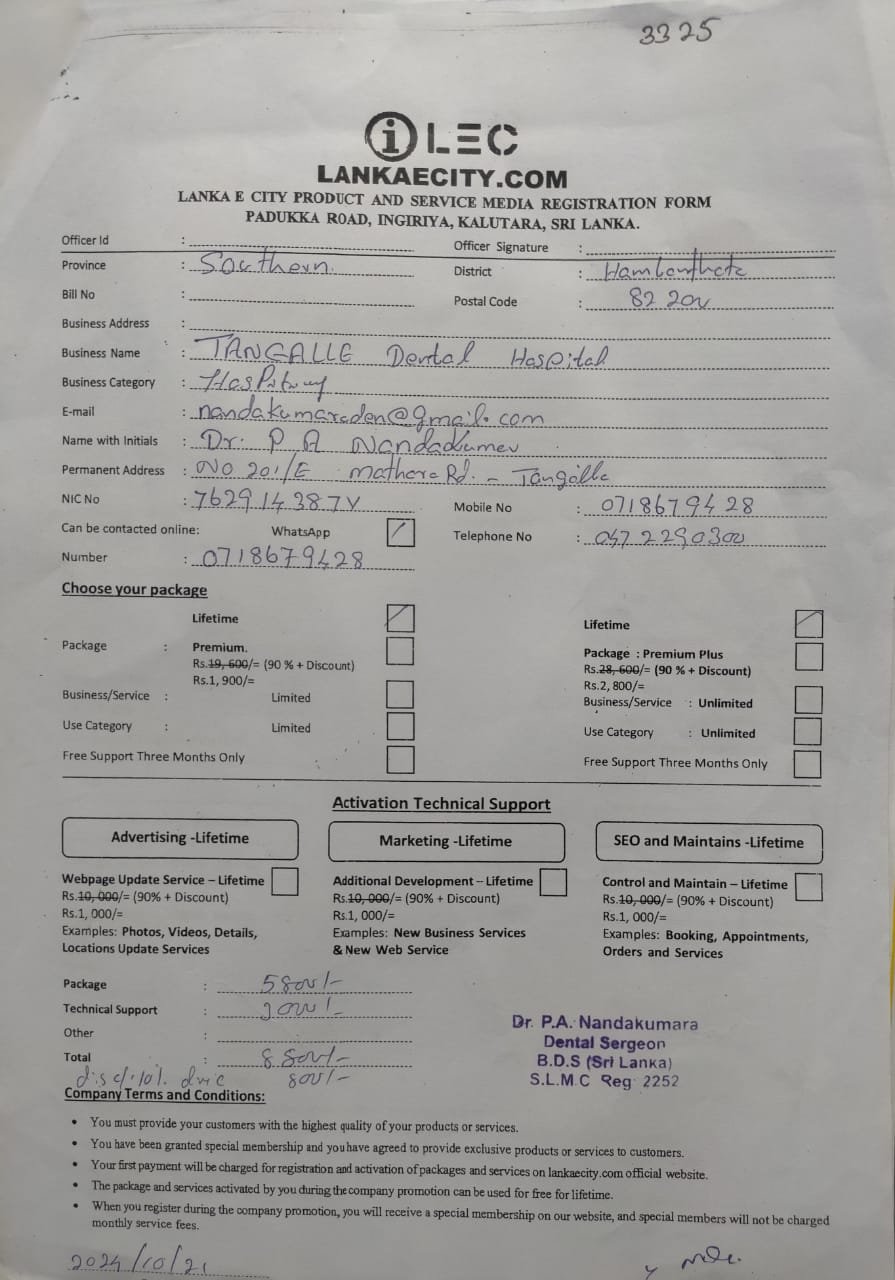 3325
i LEC
LANKAECITY.COM
LANKA E CITY PRODUCT AND SERVICE MEDIA REGISTRATION FORM
PADUKKA ROAD, INGIRIYA, KALUTARA, SRI LANKA.
Officer Id : Officer Signature :
Province : Southern. District : Hambanthota
Bill No : Postal Code : 82 200
Business Address :
Business Name : TANGALLE Dental Hospital
Business Category :
E-mail : nandakumaraden@gmail.com
Name with Initials : Dr. P A Nandakumar
Permanent Address : NO 201/E Mathara Rd. - Tangalle
NIC No : 762914387V Mobile No : 0718679428
Can be contacted online: WhatsApp Telephone No : 047 2290300
Number : 0718679428
Choose your package
Lifetime Lifetime
Package : Premium. Package : Premium Plus
Rs.19, 600/= (90 % + Discount) Rs.28, 600/= (90 % + Discount)
Rs.1, 900/= Rs.2, 800/=
Business/Service : Limited Business/Service : Unlimited
Use Category : Limited Use Category : Unlimited
Free Support Three Months Only Free Support Three Months Only
Activation Technical Support
Advertising -Lifetime Marketing -Lifetime SEO and Maintains -Lifetime
Webpage Update Service – Lifetime Additional Development – Lifetime Control and Maintain – Lifetime
Rs.10, 000/= (90% + Discount) Rs.10, 000/= (90% + Discount) Rs.10, 000/= (90% + Discount)
Rs.1, 000/= Rs.1, 000/= Rs.1, 000/=
Examples: Photos, Videos, Details, Examples: New Business Services Examples: Booking, Appointments,
Locations Update Services & New Web Service Orders and Services
Package : 5800/-
Technical Support : 3000/-
Other :
Total : 8800/-
disc/10% 800/-
Dr. P.A. Nandakumara
Dental Sergeon
B.D.S (Sri Lanka)
S.L.M.C Reg 2252
Company Terms and Conditions:
• You must provide your customers with the highest quality of your products or services.
• You have been granted special membership and you have agreed to provide exclusive products or services to customers.
• Your first payment will be charged for registration and activation of packages and services on lankaecity.com official website.
• The package and services activated by you during the company promotion can be used for free for lifetime.
• When you register during the company promotion, you will receive a special membership on our website, and special members will not be charged
monthly service fees.
2024/10/21